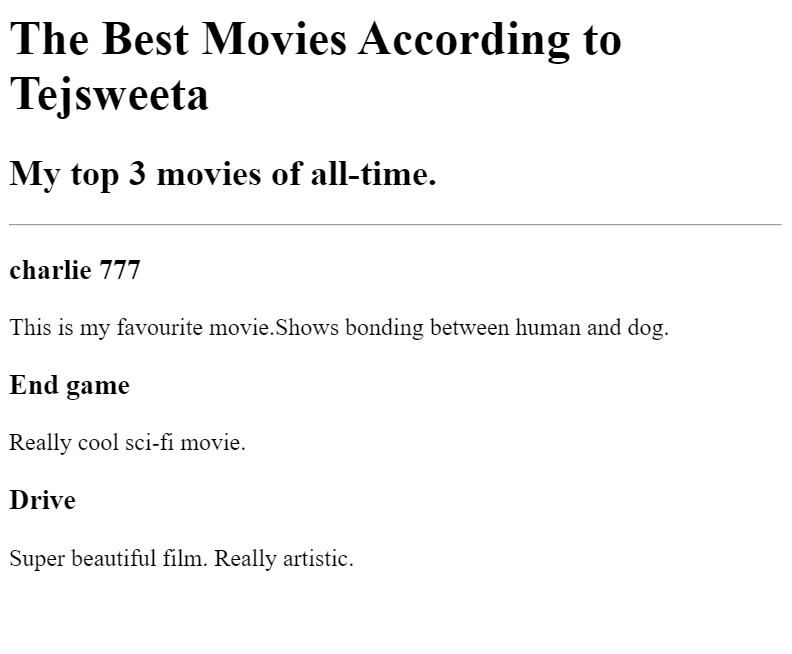 The Best Movies According to
Tejsweeta
My top 3 movies of all-time.
charlie 777
This is my favourite movie.Shows bonding between human and dog.
End game
Really cool sci-fi movie.
Drive
Super beautiful film. Really artistic.